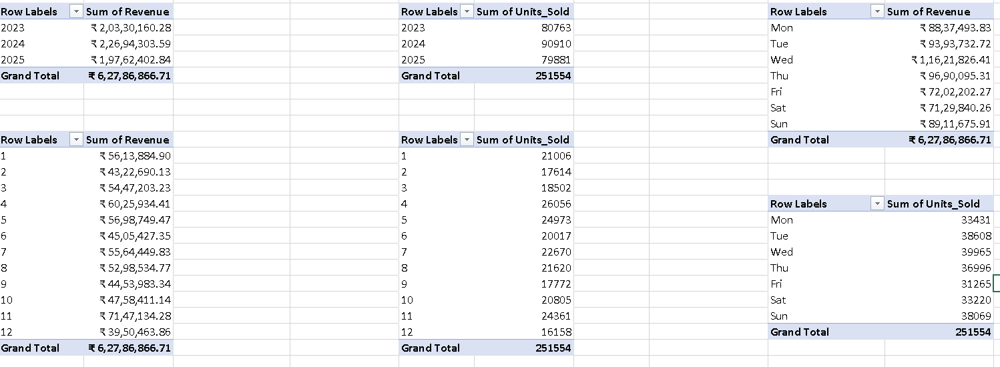 Row Labels Sum of Revenue
2023 ₹ 2,03,30,160.28
2024 ₹ 2,26,94,303.59
2025 ₹ 1,97,62,402.84
Grand Total ₹ 6,27,86,866.71
Row Labels Sum of Units_Sold
2023 80763
2024 90910
2025 79881
Grand Total 251554
Row Labels Sum of Revenue
Mon ₹ 88,37,493.83
Tue ₹ 93,93,732.72
Wed ₹ 1,16,21,826.41
Thu ₹ 96,90,095.31
Fri ₹ 72,02,202.27
Sat ₹ 71,29,840.26
Sun ₹ 89,11,675.91
Grand Total ₹ 6,27,86,866.71
Row Labels Sum of Revenue
1 ₹ 56,13,884.90
2 ₹ 43,22,690.13
3 ₹ 54,47,203.23
4 ₹ 60,25,934.41
5 ₹ 56,98,749.47
6 ₹ 45,05,427.35
7 ₹ 55,64,449.83
8 ₹ 52,98,534.77
9 ₹ 44,53,983.34
10 ₹ 47,58,411.14
11 ₹ 71,47,134.28
12 ₹ 39,50,463.86
Grand Total ₹ 6,27,86,866.71
Row Labels Sum of Units_Sold
1 21006
2 17614
3 18502
4 26056
5 24973
6 20017
7 22670
8 21620
9 17772
10 20805
11 24361
12 16158
Grand Total 251554
Row Labels Sum of Units_Sold
Mon 33431
Tue 38608
Wed 39965
Thu 36996
Fri 31265
Sat 33220
Sun 38069
Grand Total 251554